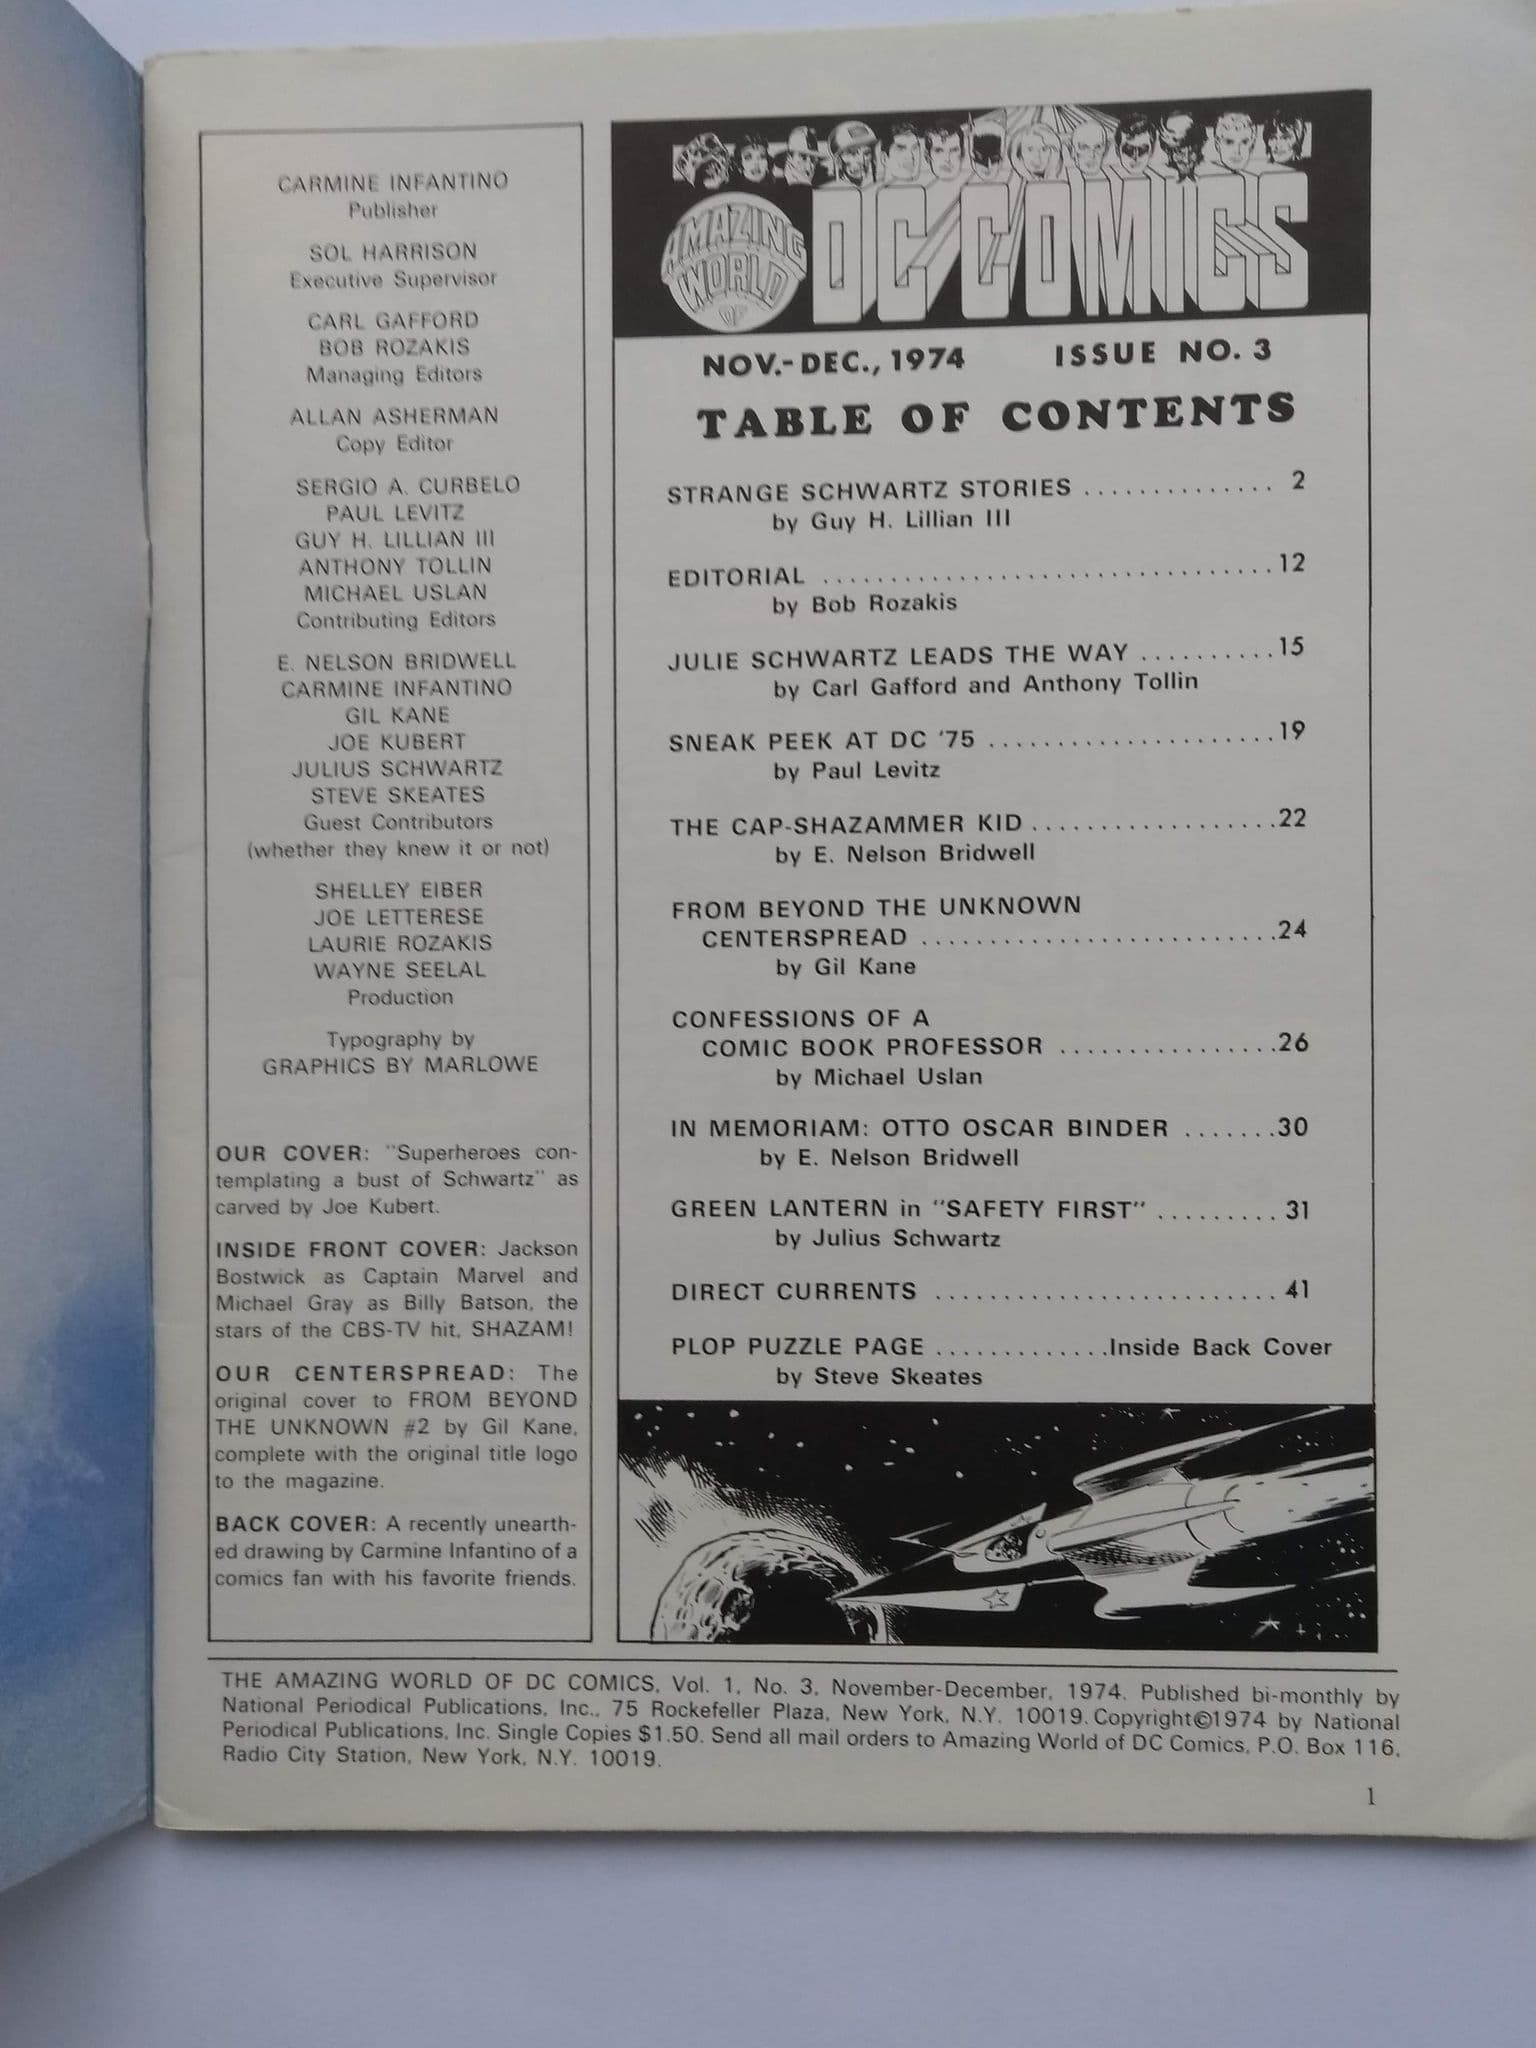 CARMINE INFANTINO
Publisher
SOL HARRISON
Executive Supervisor
CARL GAFFORD
BOB ROZAKIS
Managing Editors
ALLAN ASHERMAN
Copy Editor
SERGIO A. CURBELO
PAUL LEVITZ
GUY H. LILLIAN III
ANTHONY TOLLIN
MICHAEL USLAN
Contributing Editors
E. NELSON BRIDWELL
CARMINE INFANTINO
GIL KANE
JOE KUBERT
JULIUS SCHWARTZ
STEVE SKEATES
Guest Contributors
(whether they knew it or not)
SHELLEY EIBER
JOE LETTERESE
LAURIE ROZAKIS
WAYNE SEELAL
Production
Typography by
GRAPHICS BY MARLOWE
OUR COVER: "Superheroes con-
templating a bust of Schwartz" as
carved by Joe Kubert.
INSIDE FRONT COVER: Jackson
Bostwick as Captain Marvel and
Michael Gray as Billy Batson, the
stars of the CBS-TV hit, SHAZAM!
OUR CENTERSPREAD: The
original cover to FROM BEYOND
THE UNKNOWN #2 by Gil Kane,
complete with the original title logo
to the magazine.
BACK COVER: A recently unearth-
ed drawing by Carmine Infantino of a
comics fan with his favorite friends.
AMAZING
WORLD
OF
DC COMICS
NOV.-DEC., 1974 ISSUE NO. 3
TABLE OF CONTENTS
STRANGE SCHWARTZ STORIES .............. 2
by Guy H. Lillian III
EDITORIAL .................................12
by Bob Rozakis
JULIE SCHWARTZ LEADS THE WAY ..........15
by Carl Gafford and Anthony Tollin
SNEAK PEEK AT DC '75 .....................19
by Paul Levitz
THE CAP-SHAZAMMER KID ..................22
by E. Nelson Bridwell
FROM BEYOND THE UNKNOWN
CENTERSPREAD ..........................24
by Gil Kane
CONFESSIONS OF A
COMIC BOOK PROFESSOR ................26
by Michael Uslan
IN MEMORIAM: OTTO OSCAR BINDER .......30
by E. Nelson Bridwell
GREEN LANTERN in "SAFETY FIRST" ......... 31
by Julius Schwartz
DIRECT CURRENTS ......................... 41
PLOP PUZZLE PAGE .............Inside Back Cover
by Steve Skeates
THE AMAZING WORLD OF DC COMICS, Vol. 1, No. 3, November-December, 1974. Published bi-monthly by
National Periodical Publications, Inc., 75 Rockefeller Plaza, New York, N.Y. 10019. Copyright©1974 by National
Periodical Publications, Inc. Single Copies $1.50. Send all mail orders to Amazing World of DC Comics, P.O. Box 116,
Radio City Station, New York, N.Y. 10019.
1